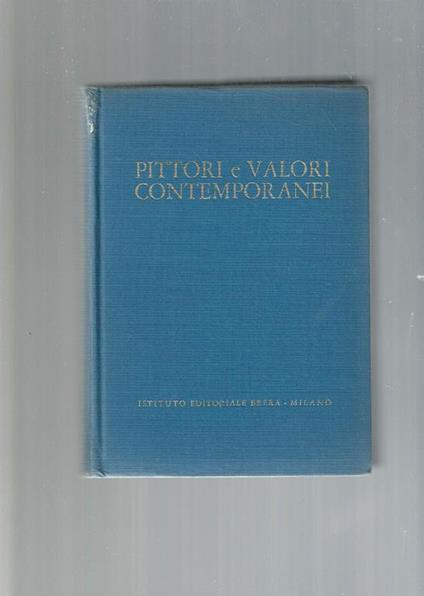 PITTORI e VALORI
CONTEMPORANEI
ISTITUTO EDITORIALE BRERA - MILANO